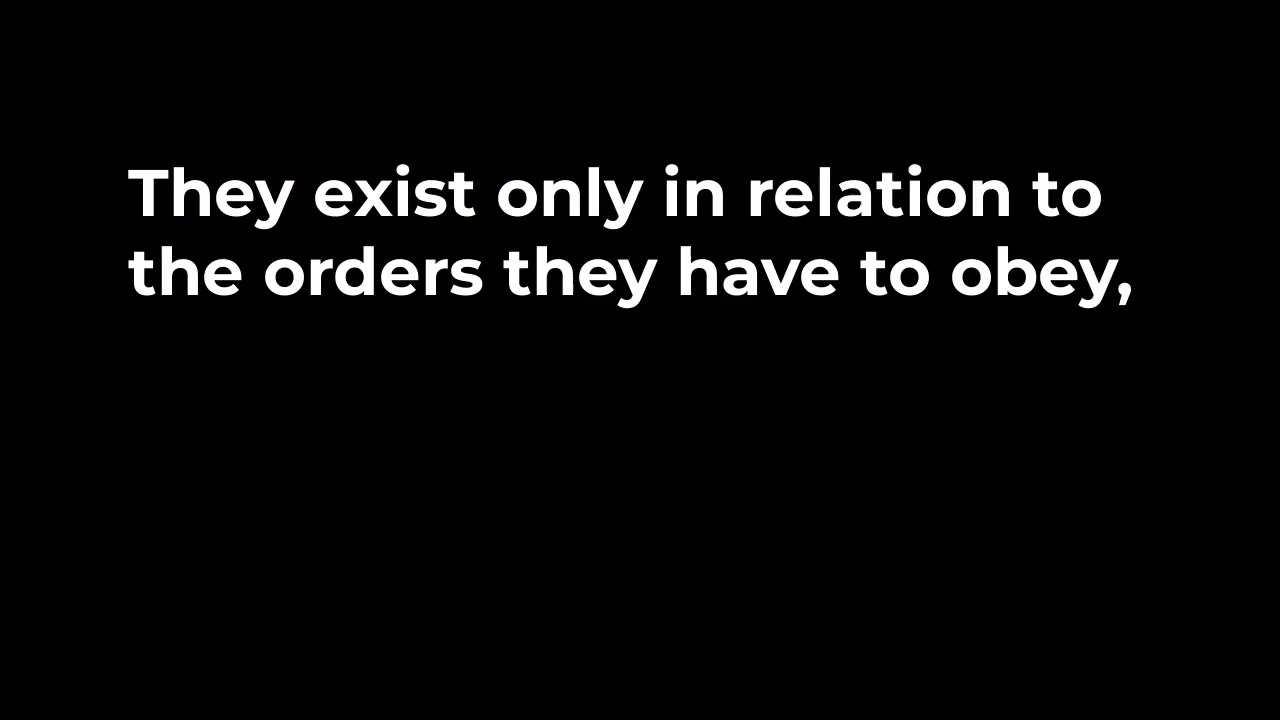 They exist only in relation to
the orders they have to obey,